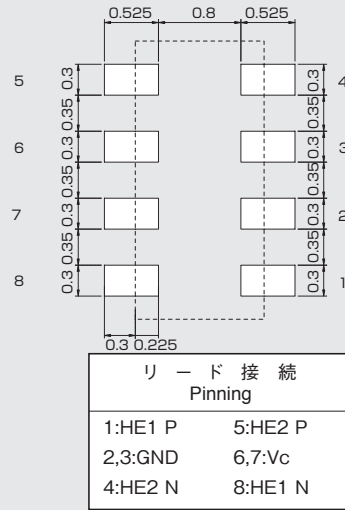 0.525 0.8 0.525
5 0.3 0.3 4
0.35 0.35
6 0.3 0.3 3
0.35 0.35
7 0.3 0.3 2
0.35 0.35
8 0.3 0.3 1
0.3 0.225
リード接続
Pinning
1:HE1 P 5:HE2 P
2,3:GND 6,7:Vc
4:HE2 N 8:HE1 N